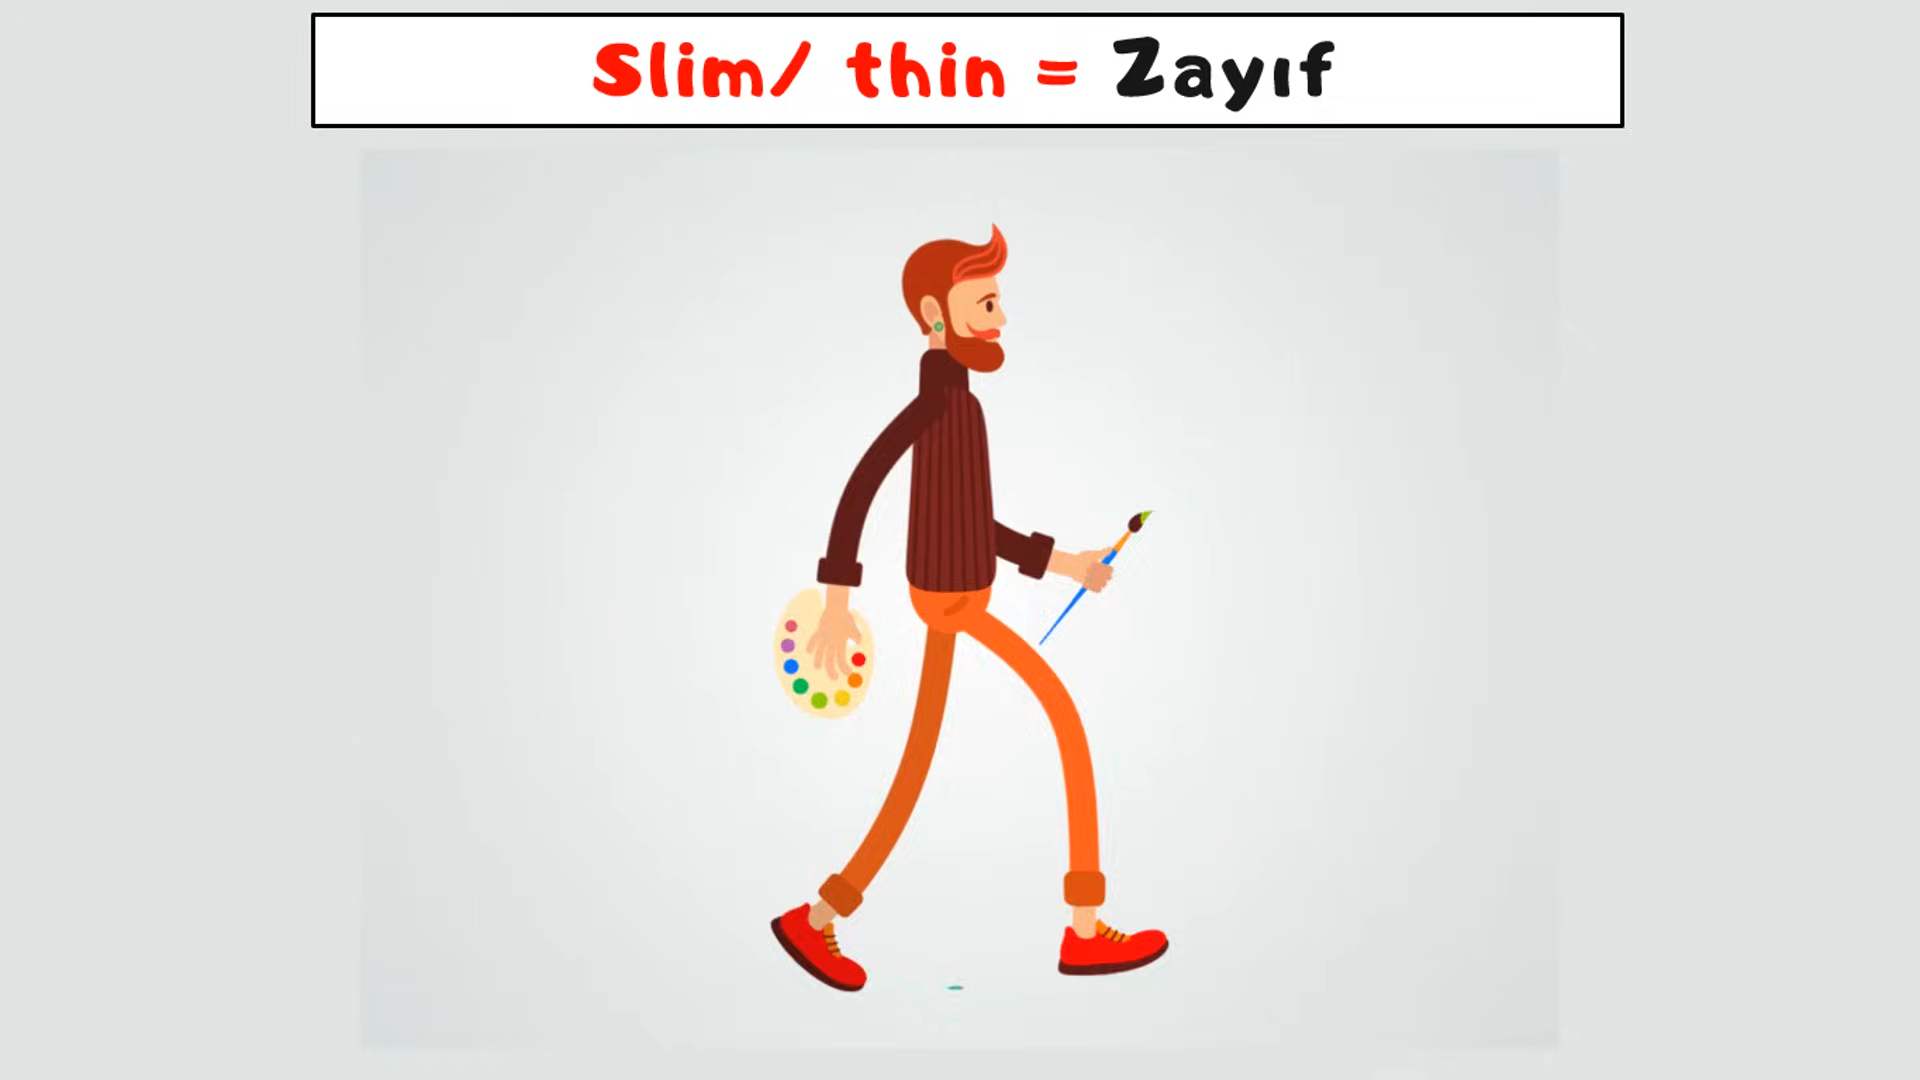 Slim/ thin = Zayıf